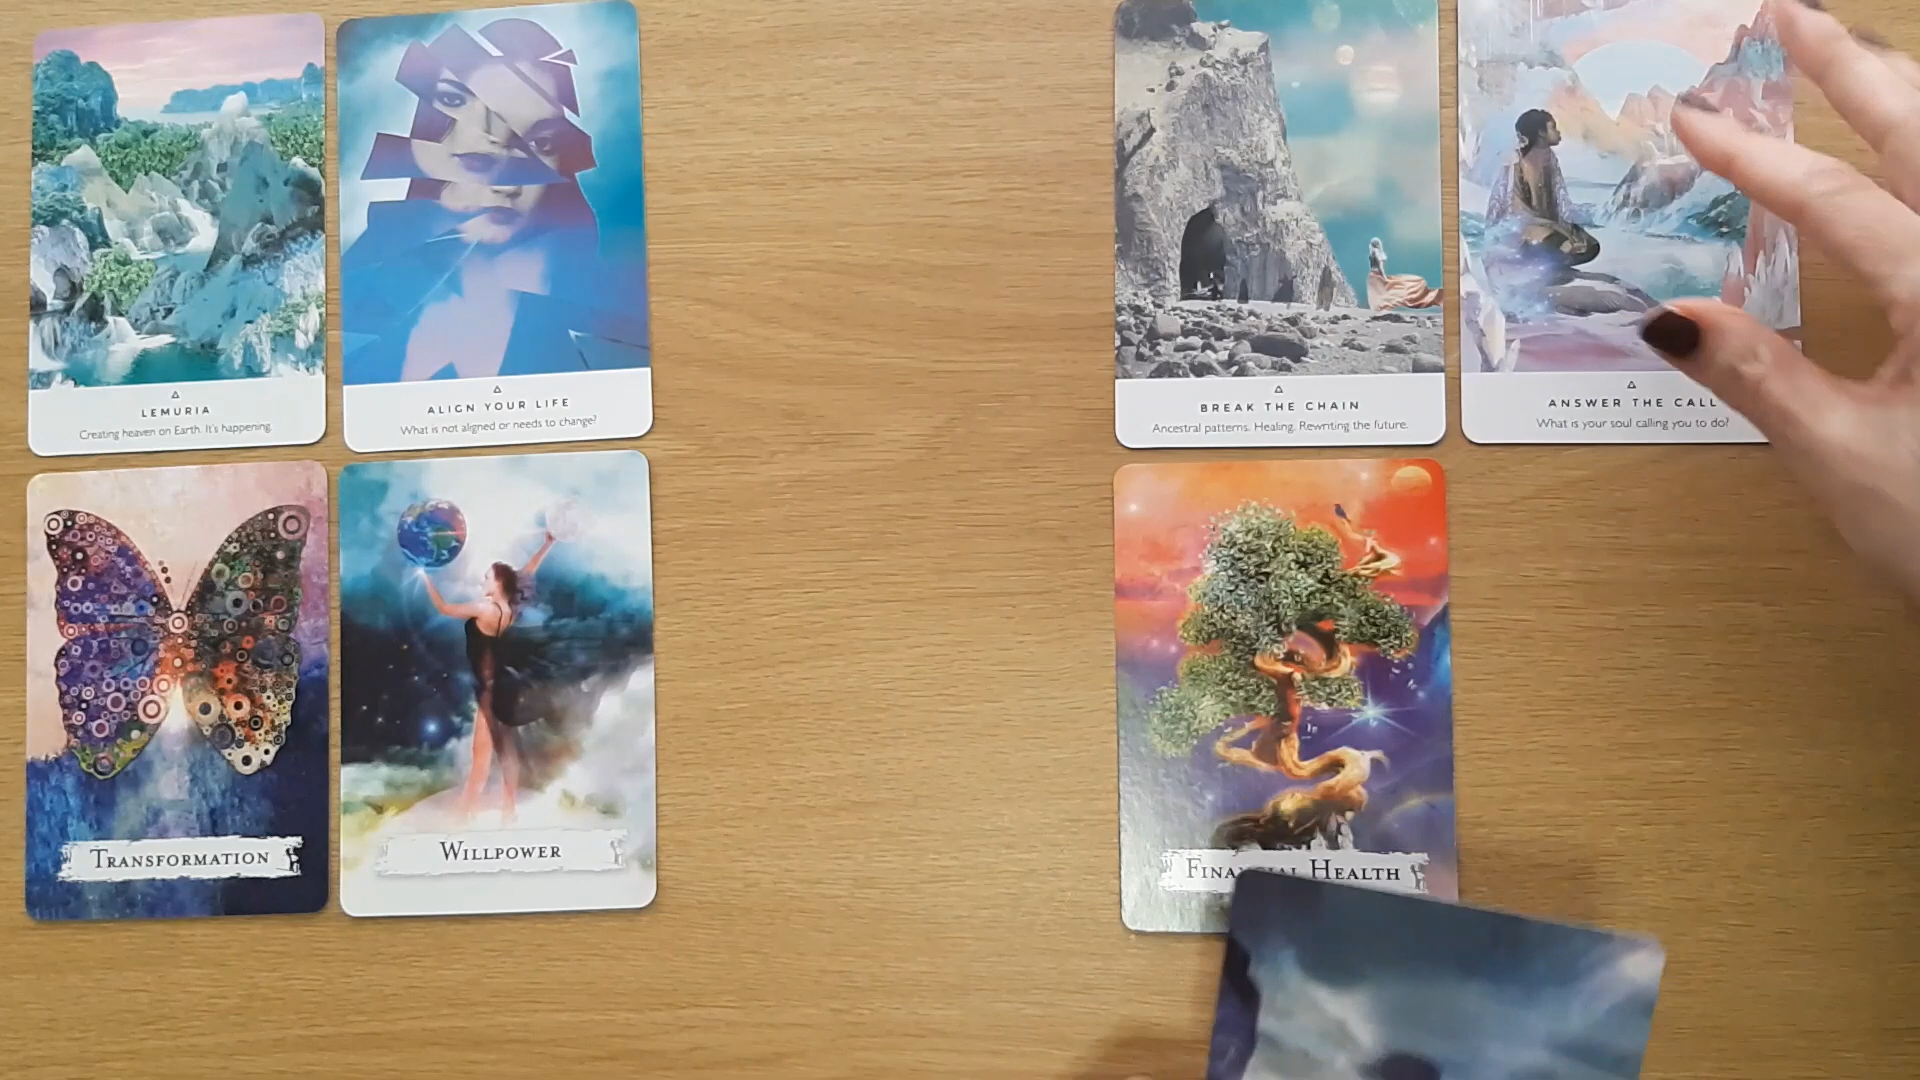 LEMURIA
Creating heaven on Earth. It's happening.
ALIGN YOUR LIFE
What is not aligned or needs to change?
BREAK THE CHAIN
Ancestral patterns. Healing. Rewriting the future.
ANSWER THE CALL
What is your soul calling you to do?
TRANSFORMATION
WILLPOWER
FINANCIAL HEALTH